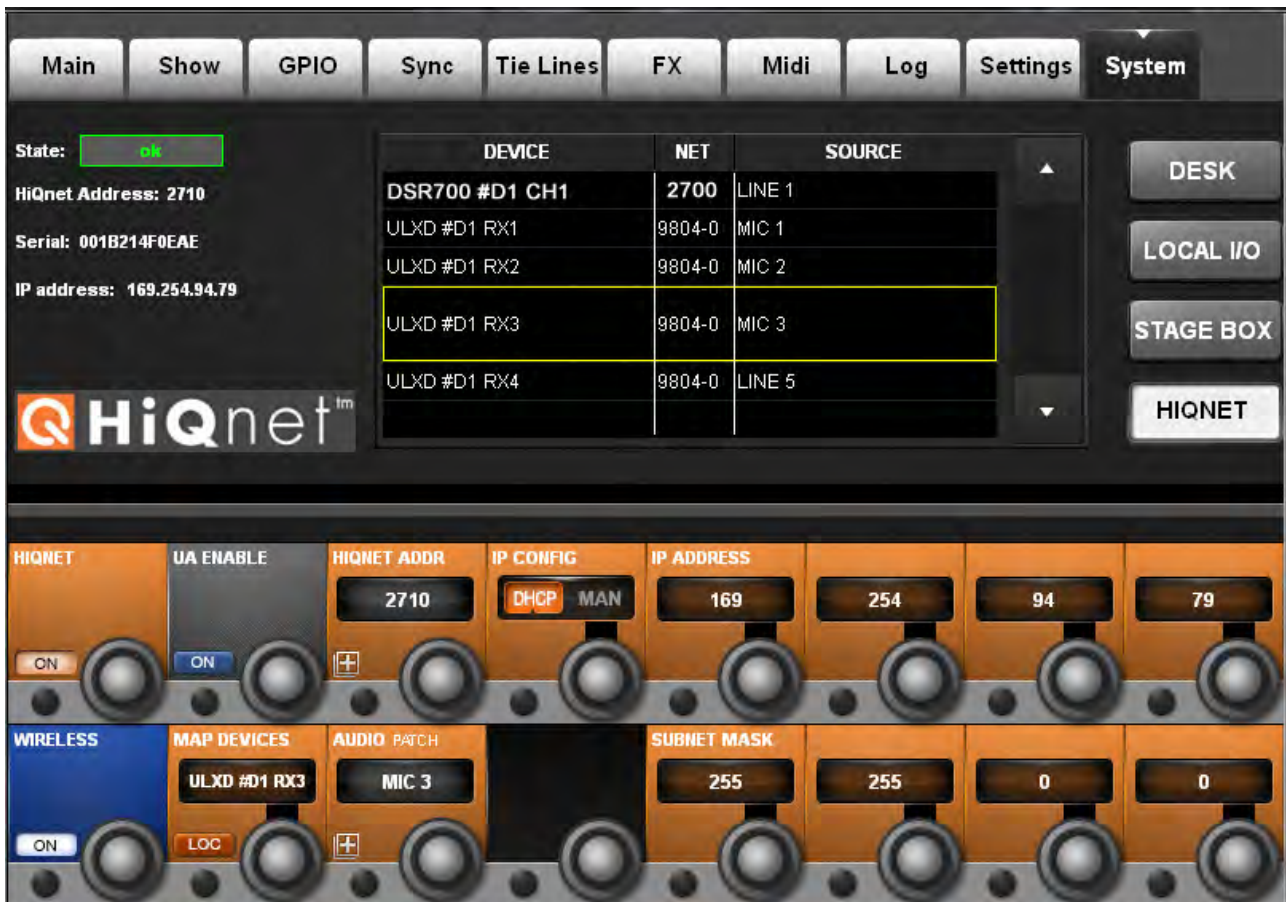 Main Show GPIO Sync Tie Lines FX Midi Log Settings System
State: ok
HiQnet Address: 2710
Serial: 001B214F0EAE
IP address: 169.254.94.79
QHiQnet™
DEVICE NET SOURCE
DSR700 #D1 CH1 2700 LINE 1
ULXD #D1 RX1 9804-0 MIC 1
ULXD #D1 RX2 9804-0 MIC 2
ULXD #D1 RX3 9804-0 MIC 3
ULXD #D1 RX4 9804-0 LINE 5
DESK
LOCAL I/O
STAGE BOX
HIQNET
HIQNET UA ENABLE HIQNET ADDR IP CONFIG IP ADDRESS
2710 DHCP MAN 169 254 94 79
ON ON
WIRELESS MAP DEVICES AUDIO PATCH SUBNET MASK
ULXD #D1 RX3 MIC 3 255 255 0 0
ON LOC